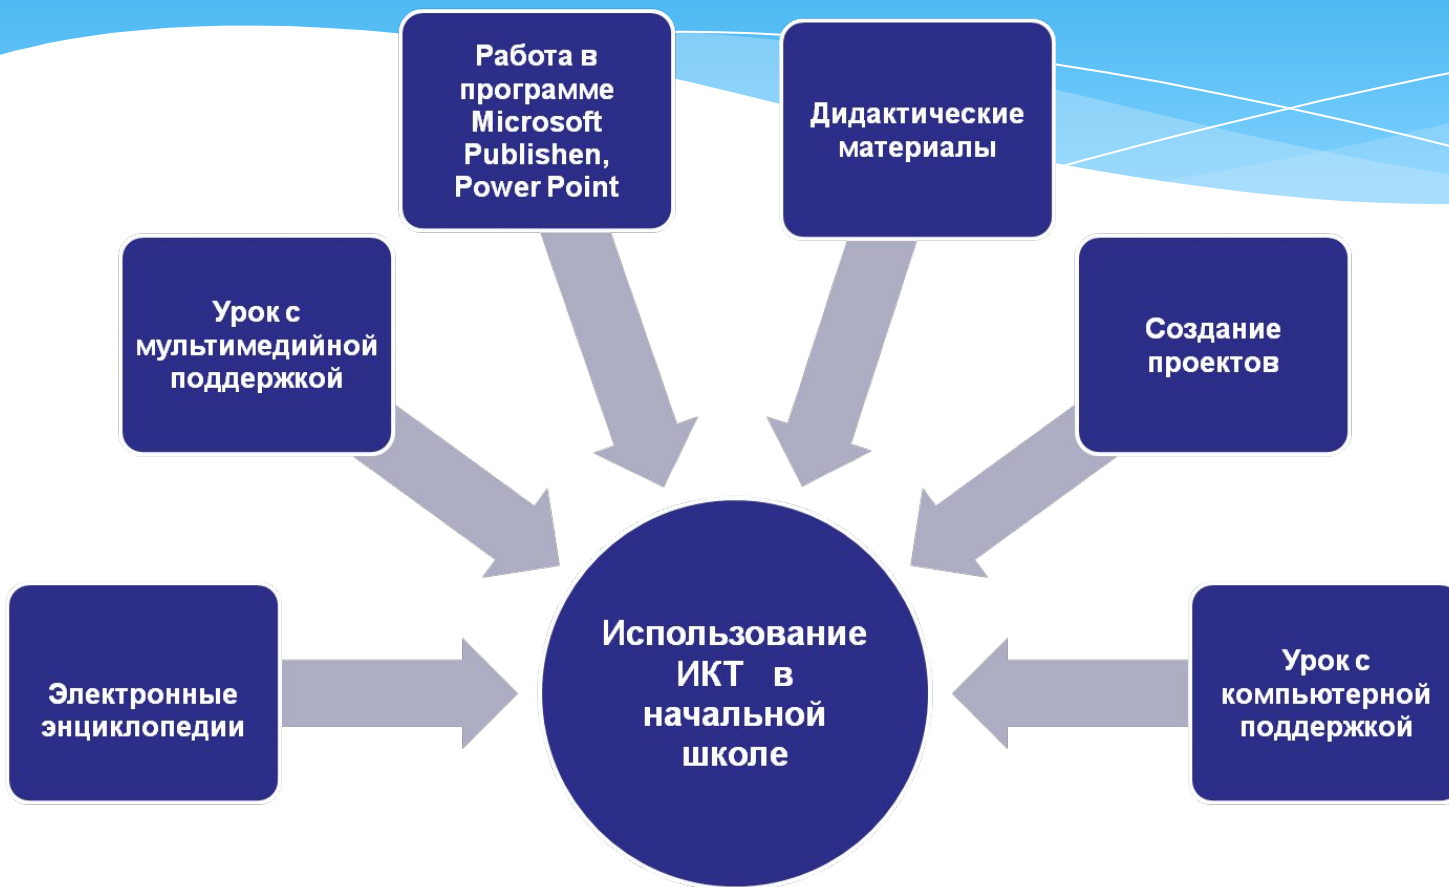 Работа в
программе
Microsoft
Publishen,
Power Point
Дидактические
материалы
Урок с
мультимедийной
поддержкой
Создание
проектов
Электронные
энциклопедии
Использование
ИКТ в
начальной
школе
Урок с
компьютерной
поддержкой